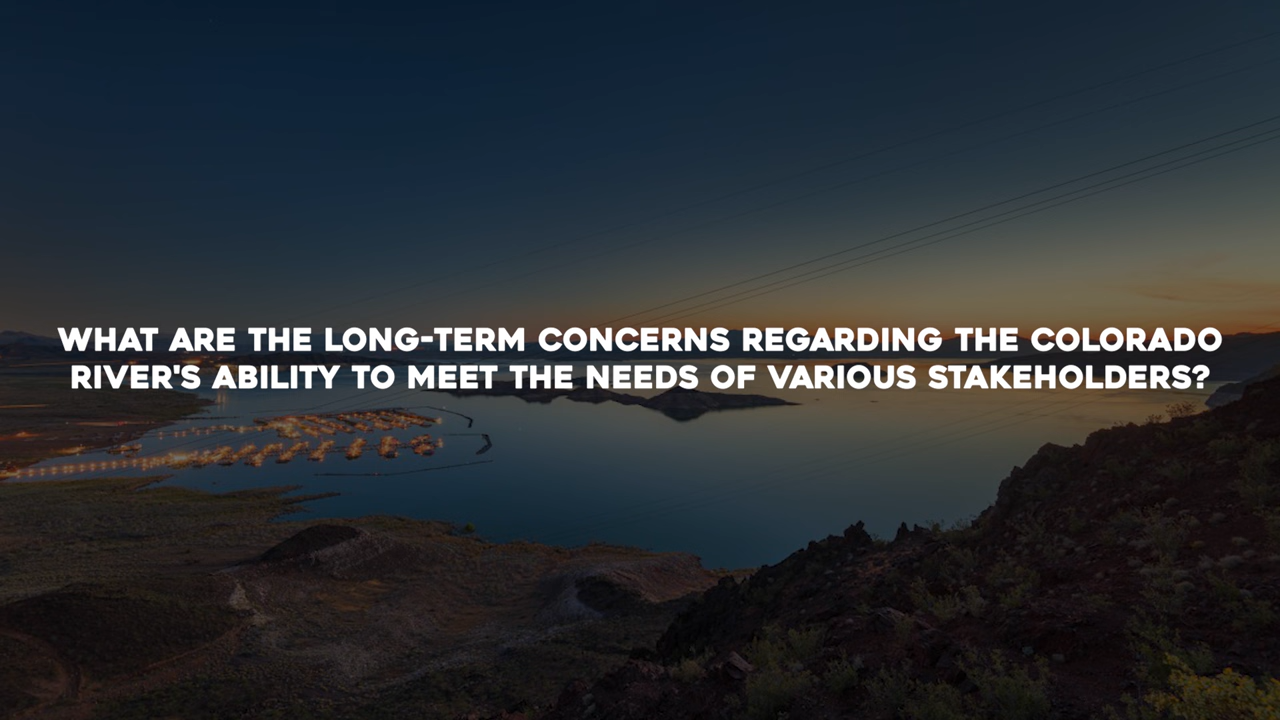 WHAT ARE THE LONG-TERM CONCERNS REGARDING THE COLORADO
RIVER'S ABILITY TO MEET THE NEEDS OF VARIOUS STAKEHOLDERS?